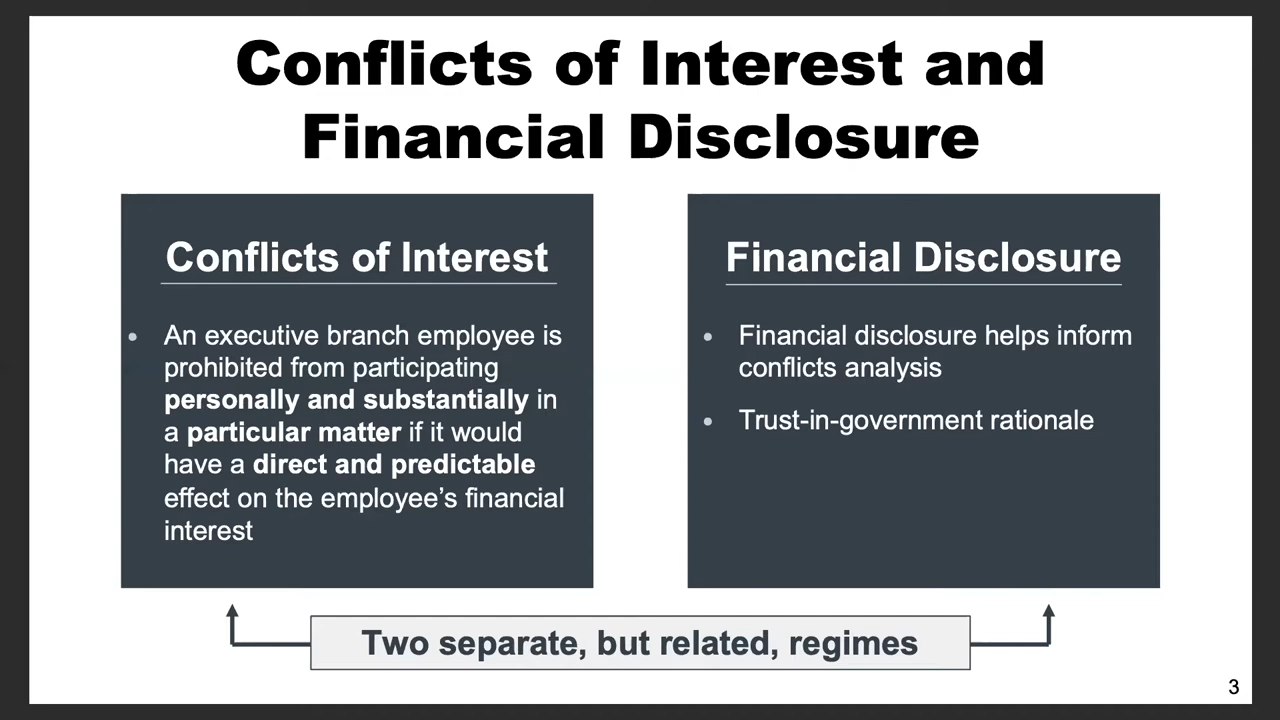 Conflicts of Interest and
Financial Disclosure
Conflicts of Interest
• An executive branch employee is
prohibited from participating
personally and substantially in
a particular matter if it would
have a direct and predictable
effect on the employee’s financial
interest
Financial Disclosure
• Financial disclosure helps inform
conflicts analysis
• Trust-in-government rationale
Two separate, but related, regimes
3